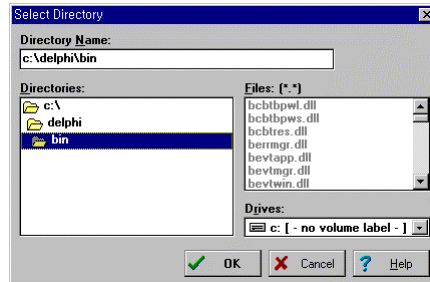 Select Directory
Directory Name:
c:\delphi\bin
Directories:
c:\
delphi
bin
Files: (*.*)
bcbtbpwl.dll
bcbtbpws.dll
bcbtres.dll
berrmgr.dll
bevtapp.dll
bevtmgr.dll
bevtwin.dll
Drives:
c: [ - no volume label - ]
OK
Cancel
Help